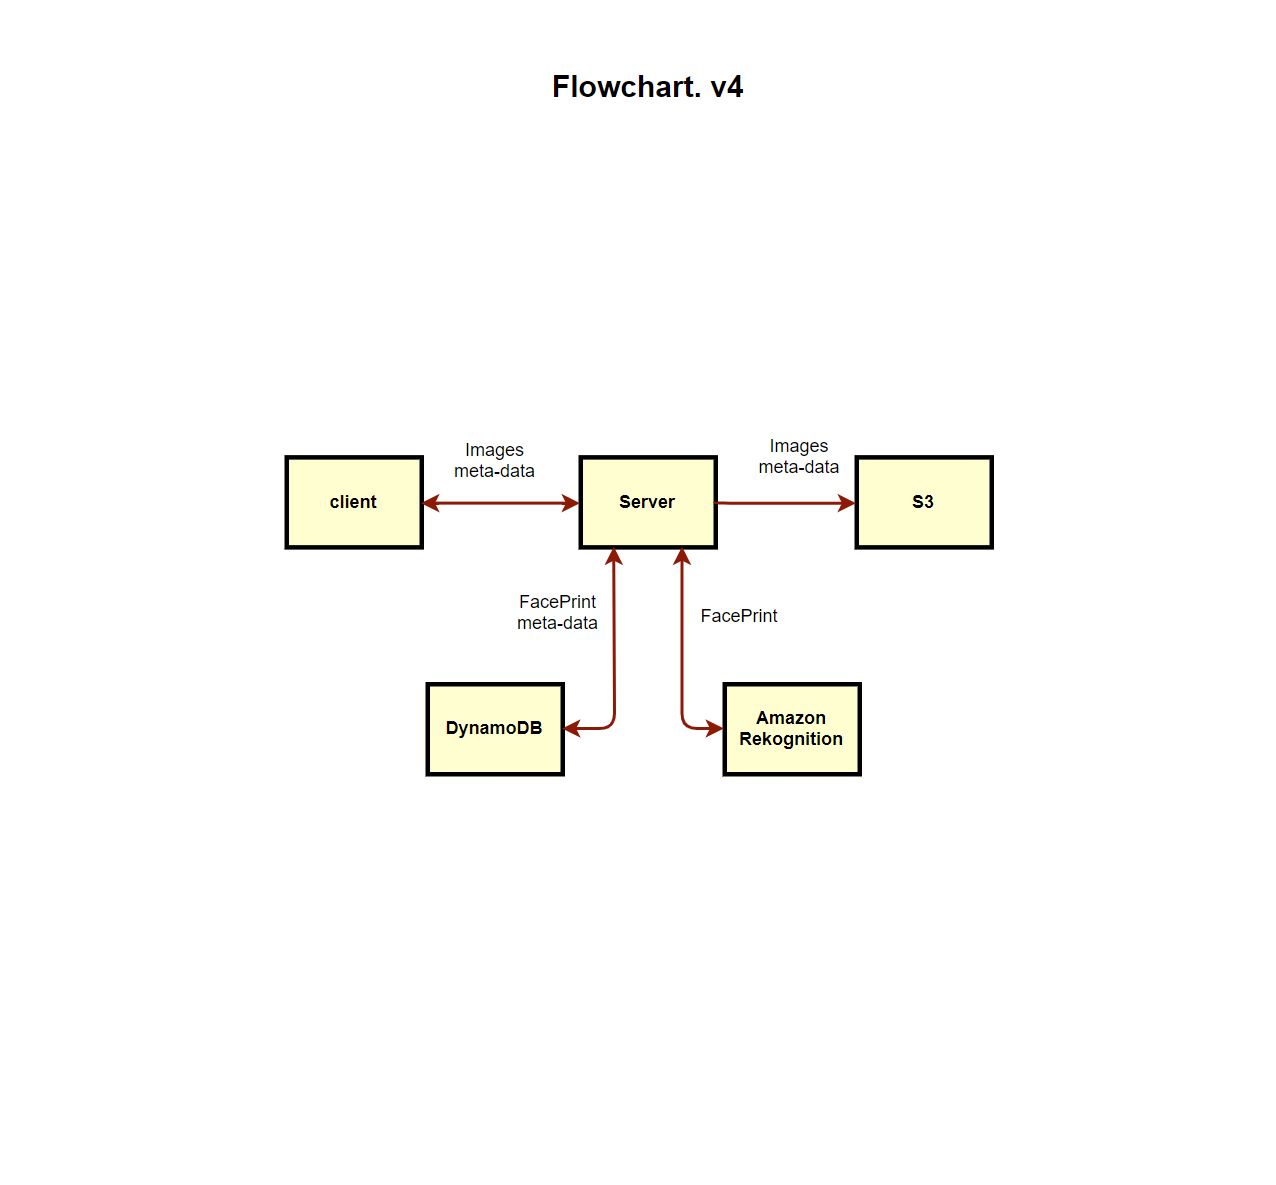 Flowchart. v4
Images
meta-data
Images
meta-data
client
Server
S3
FacePrint
meta-data
FacePrint
DynamoDB
Amazon
Rekognition